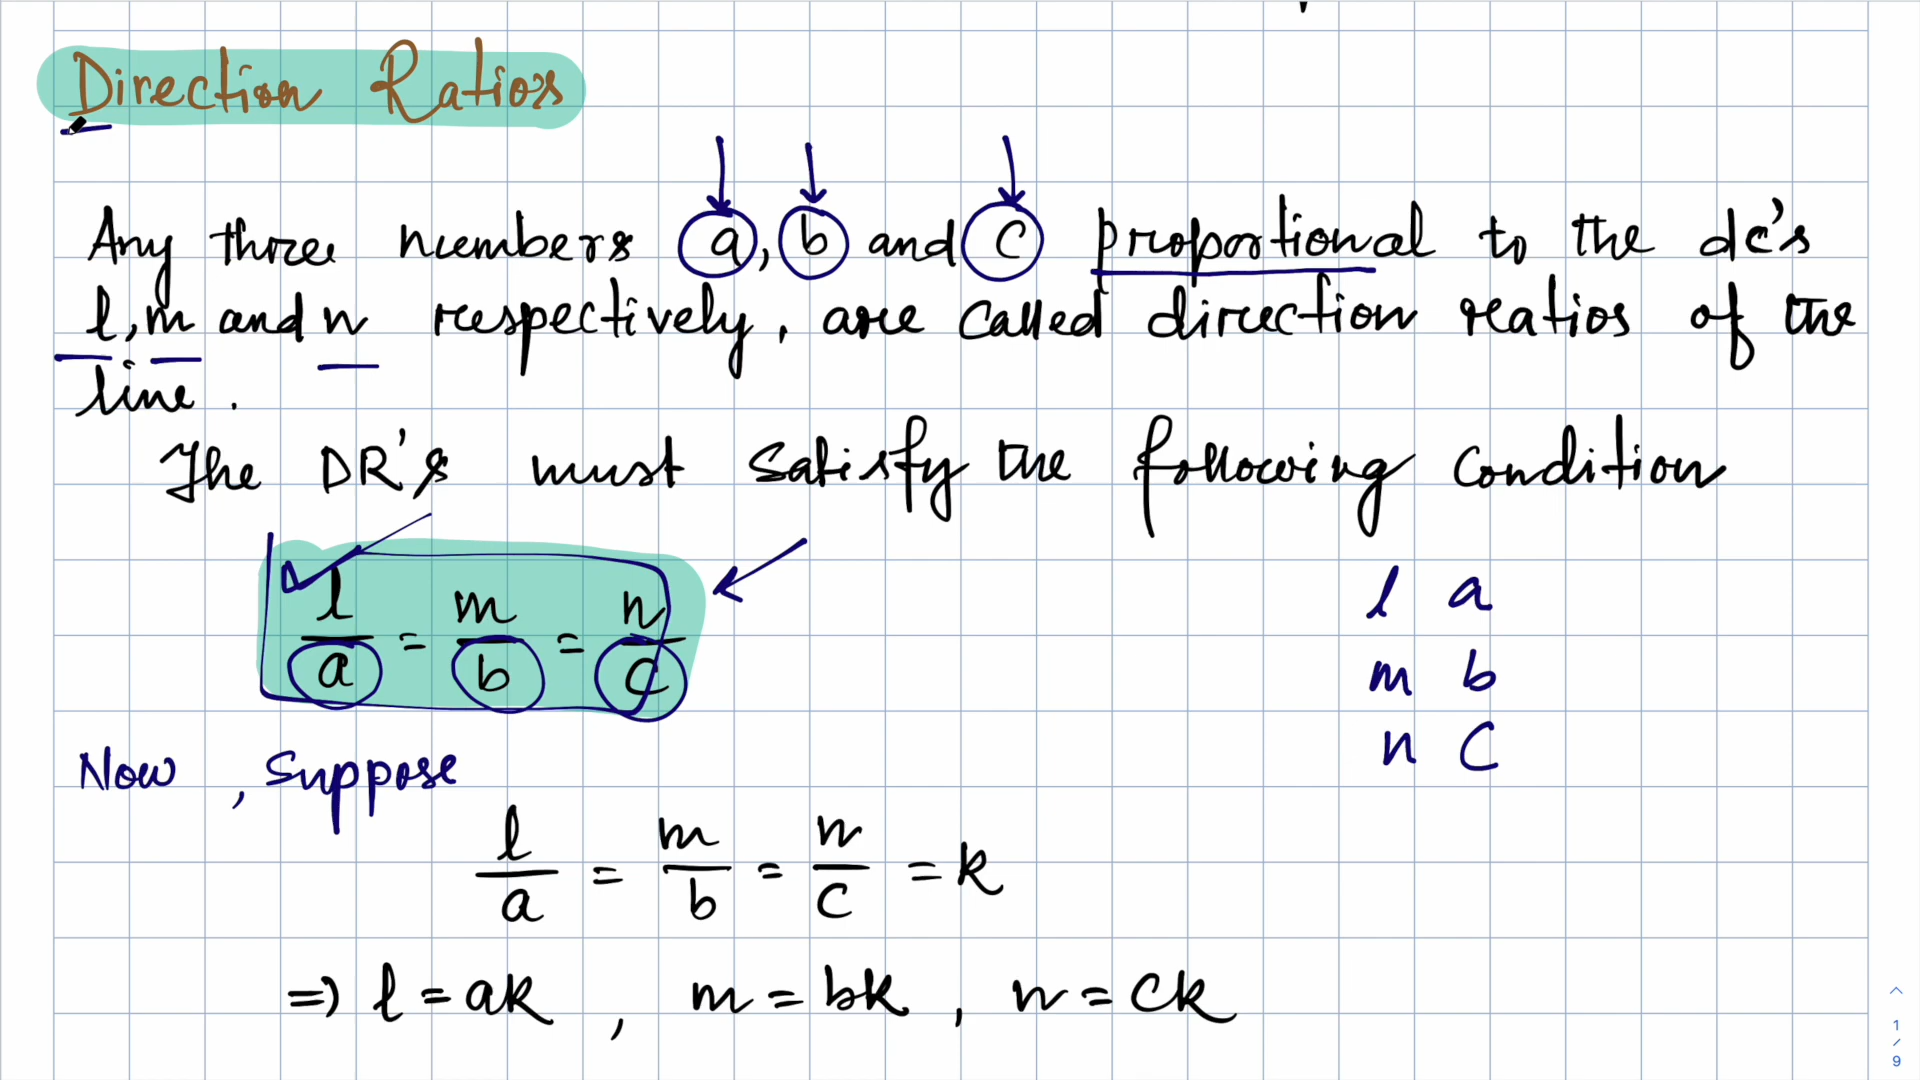 Direction Ratios
Any three numbers a, b and c proportional to the dc's
l, m and n respectively, are called direction ratios of the
line.
The DR's must satisfy the following condition
l/a = m/b = n/c
l a
m b
n c
Now, suppose
l/a = m/b = n/c = k
=> l = ak, m = bk, n = ck
1/9